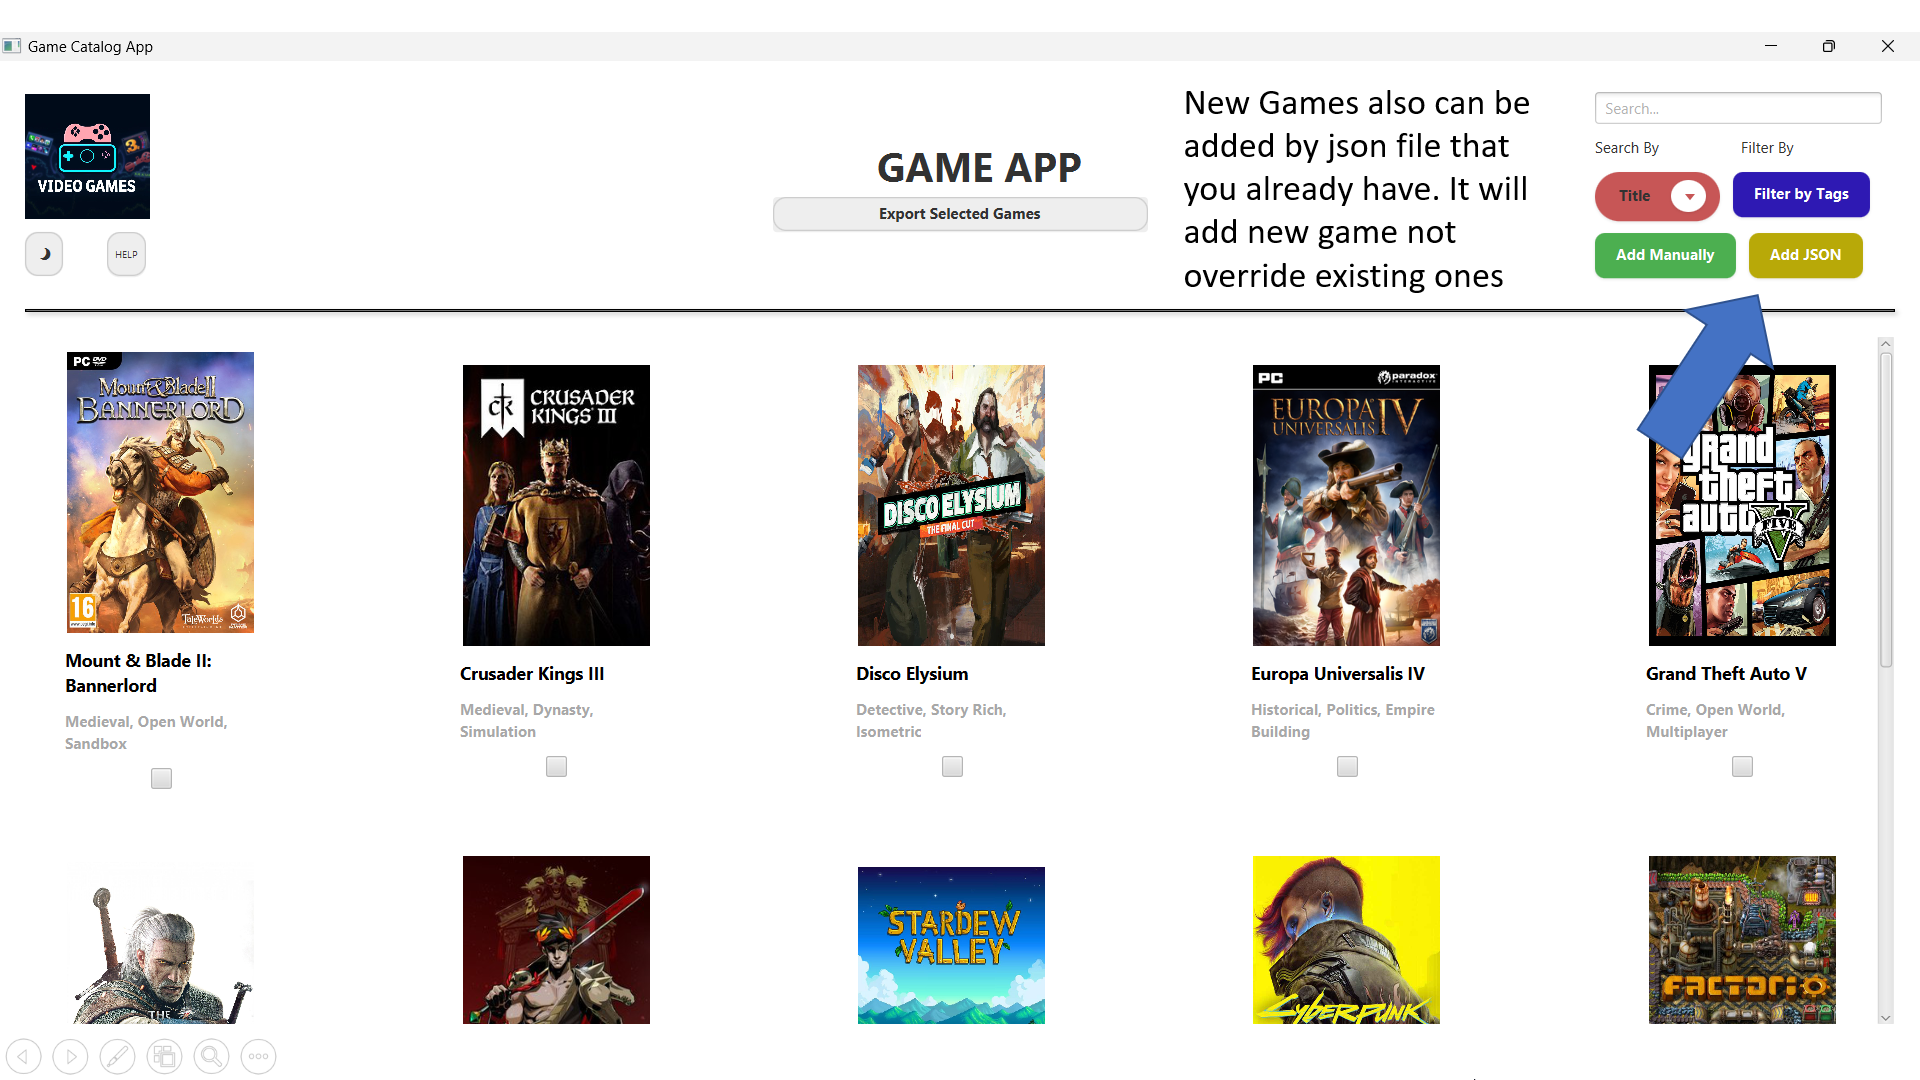 Game Catalog App
VIDEO GAMES
HELP
GAME APP
Export Selected Games
New Games also can be
added by json file that
you already have. It will
add new game not
override existing ones
Search...
Search By
Filter By
Title
Filter by Tags
Add Manually
Add JSON
PC DVD
Mount & Blade II
BANNERLORD
16
TaleWorlds
CK
CRUSADER
KINGS III
DISCO ELYSIUM
THE FINAL CUT
PC
paradox
INTERACTIVE
EUROPA
UNIVERSALIS IV
grand
theft
auto V
FIVE
Mount & Blade II:
Bannerlord
Medieval, Open World,
Sandbox
Crusader Kings III
Medieval, Dynasty,
Simulation
Disco Elysium
Detective, Story Rich,
Isometric
Europa Universalis IV
Historical, Politics, Empire
Building
Grand Theft Auto V
Crime, Open World,
Multiplayer
THE
STARDEW
VALLEY
CYBERPUNK
FACTORIO